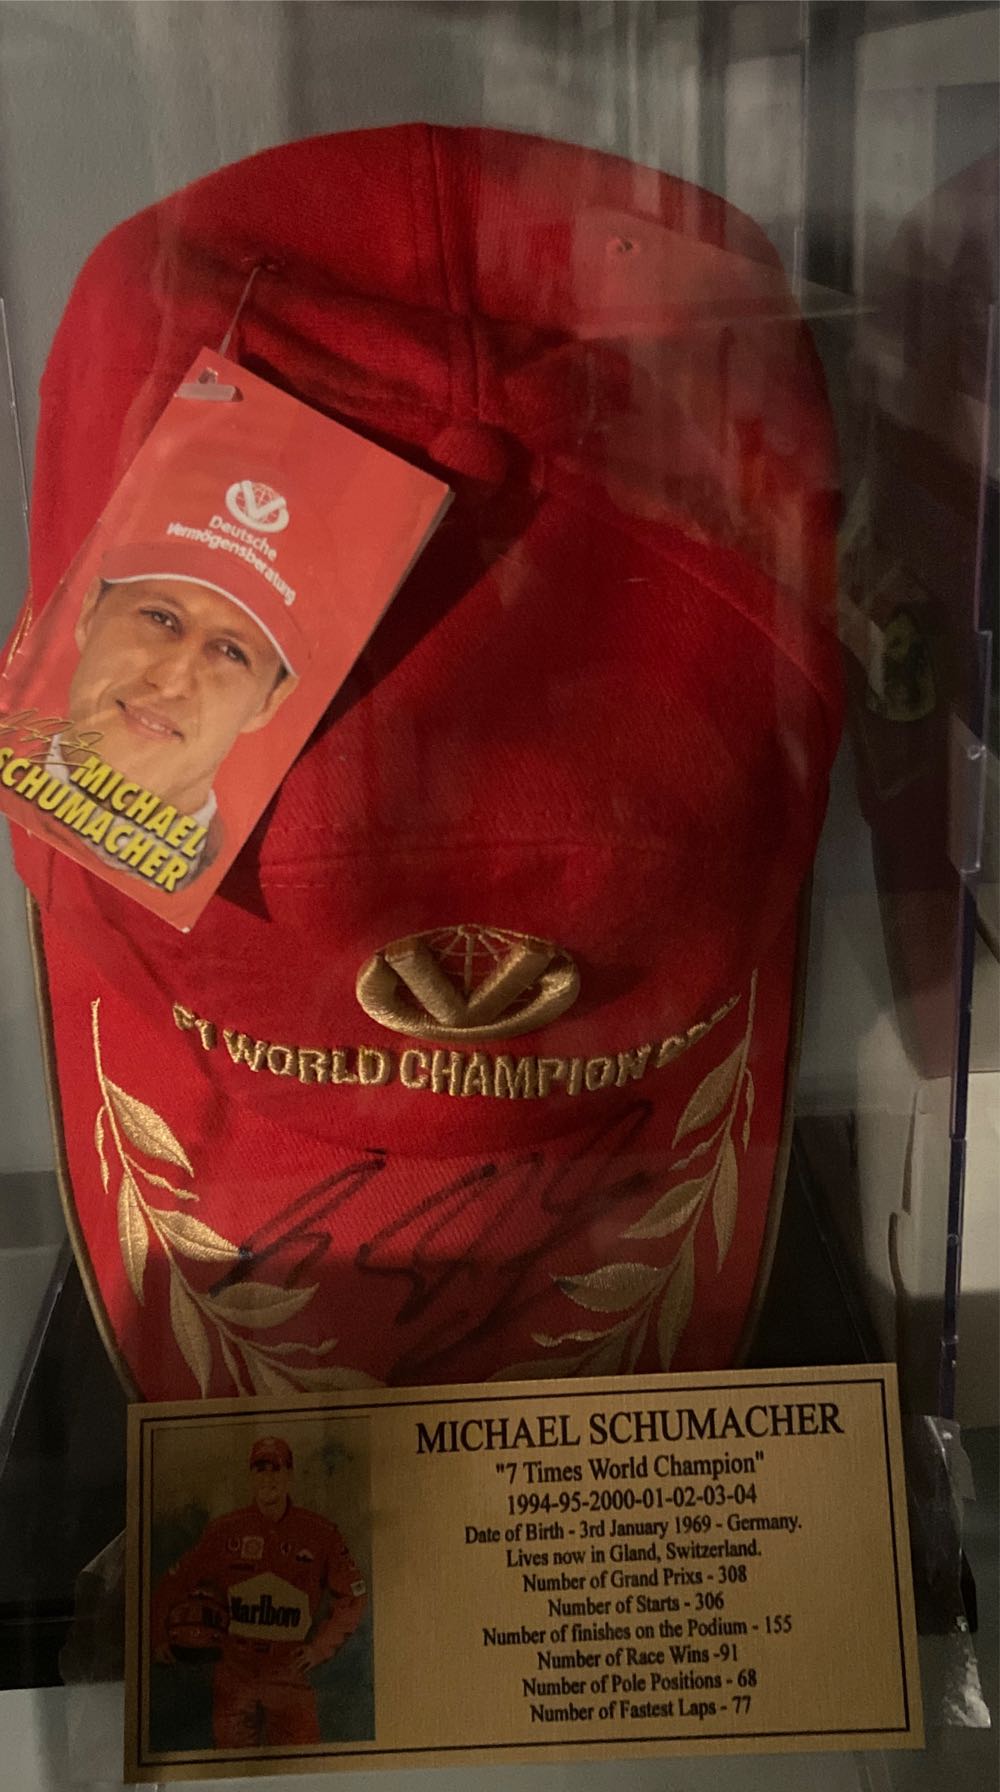 Deutsche
Vermögensberatung
MICHAEL
SCHUMACHER
F1 WORLD CHAMPION
MICHAEL SCHUMACHER
"7 Times World Champion"
1994-95-2000-01-02-03-04
Date of Birth - 3rd January 1969 - Germany.
Lives now in Gland, Switzerland.
Number of Grand Prixs - 308
Number of Starts - 306
Number of finishes on the Podium - 155
Number of Race Wins -91
Number of Pole Positions - 68
Number of Fastest Laps - 77
Marlboro